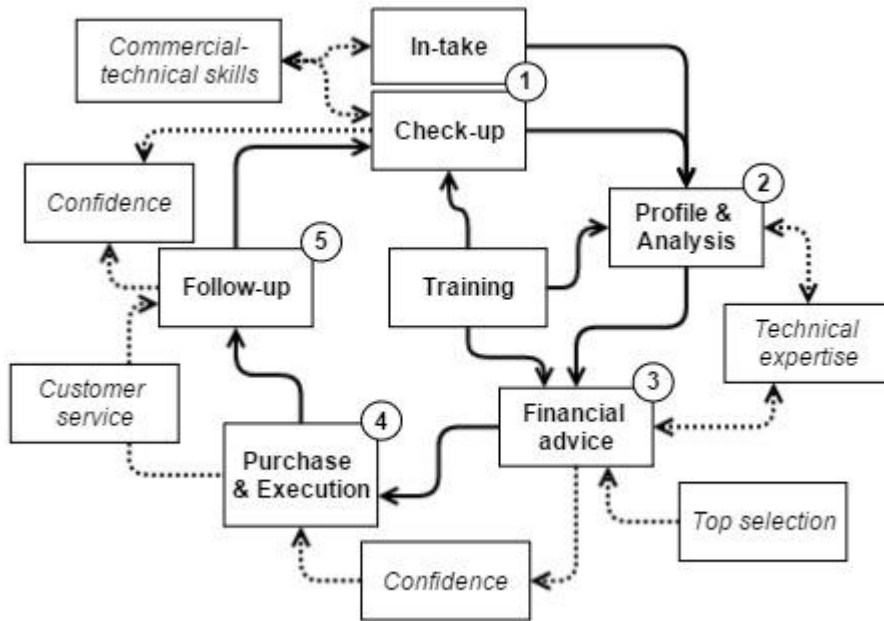 Commercial-
technical skills
In-take
1
Check-up
Confidence
2
Profile &
Analysis
5
Follow-up
Training
Technical
expertise
Customer
service
3
Financial
advice
4
Purchase
& Execution
Top selection
Confidence